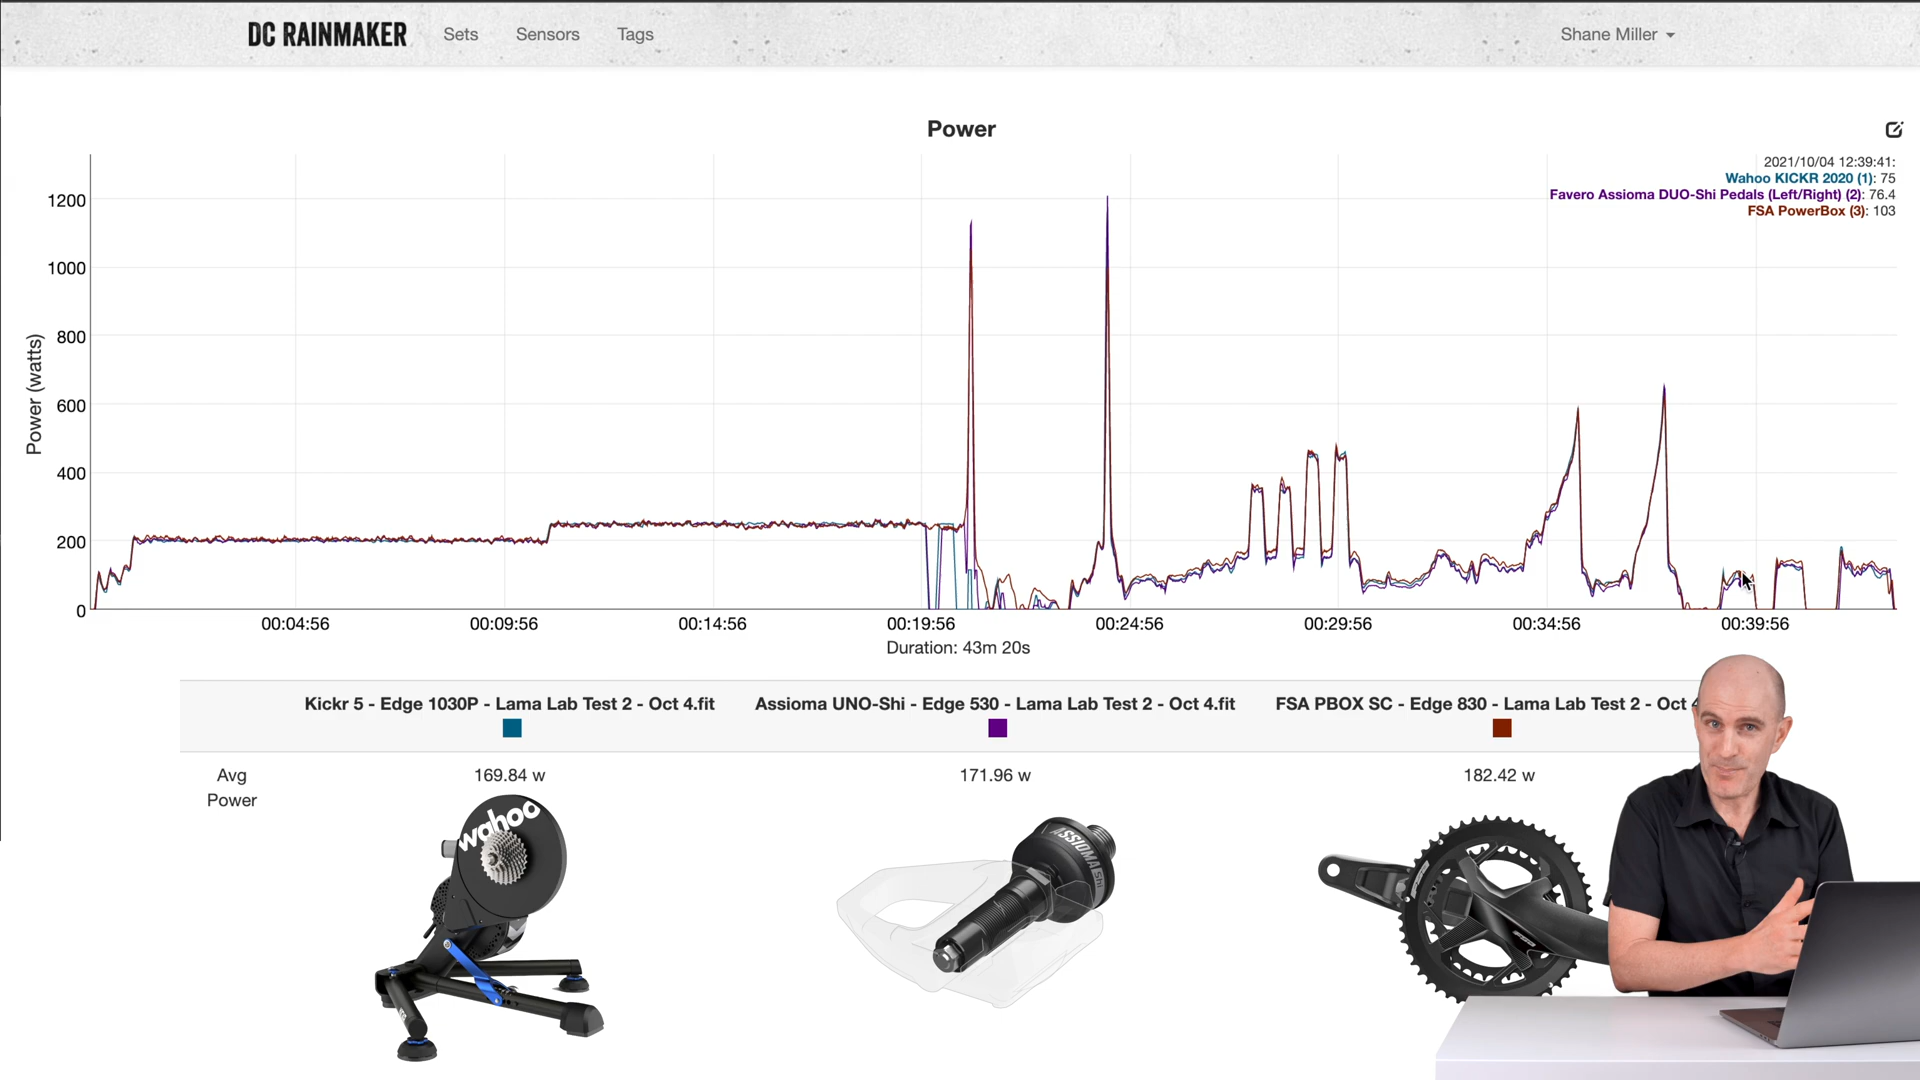 DC RAINMAKER Sets Sensors Tags Shane Miller
Power
2021/10/04 12:39:41:
Wahoo KICKR 2020 (1): 75
Favero Assioma DUO-Shi Pedals (Left/Right) (2): 76.4
FSA PowerBox (3): 103
Power (watts)
1200
1000
800
600
400
200
0
00:04:56 00:09:56 00:14:56 00:19:56 00:24:56 00:29:56 00:34:56 00:39:56
Duration: 43m 20s
Kickr 5 - Edge 1030P - Lama Lab Test 2 - Oct 4.fit Assioma UNO-Shi - Edge 530 - Lama Lab Test 2 - Oct 4.fit FSA PBOX SC - Edge 830 - Lama Lab Test 2 - Oct 4
Avg Power 169.84 w 171.96 w 182.42 w
wahoo
ASSIOMA
Shi